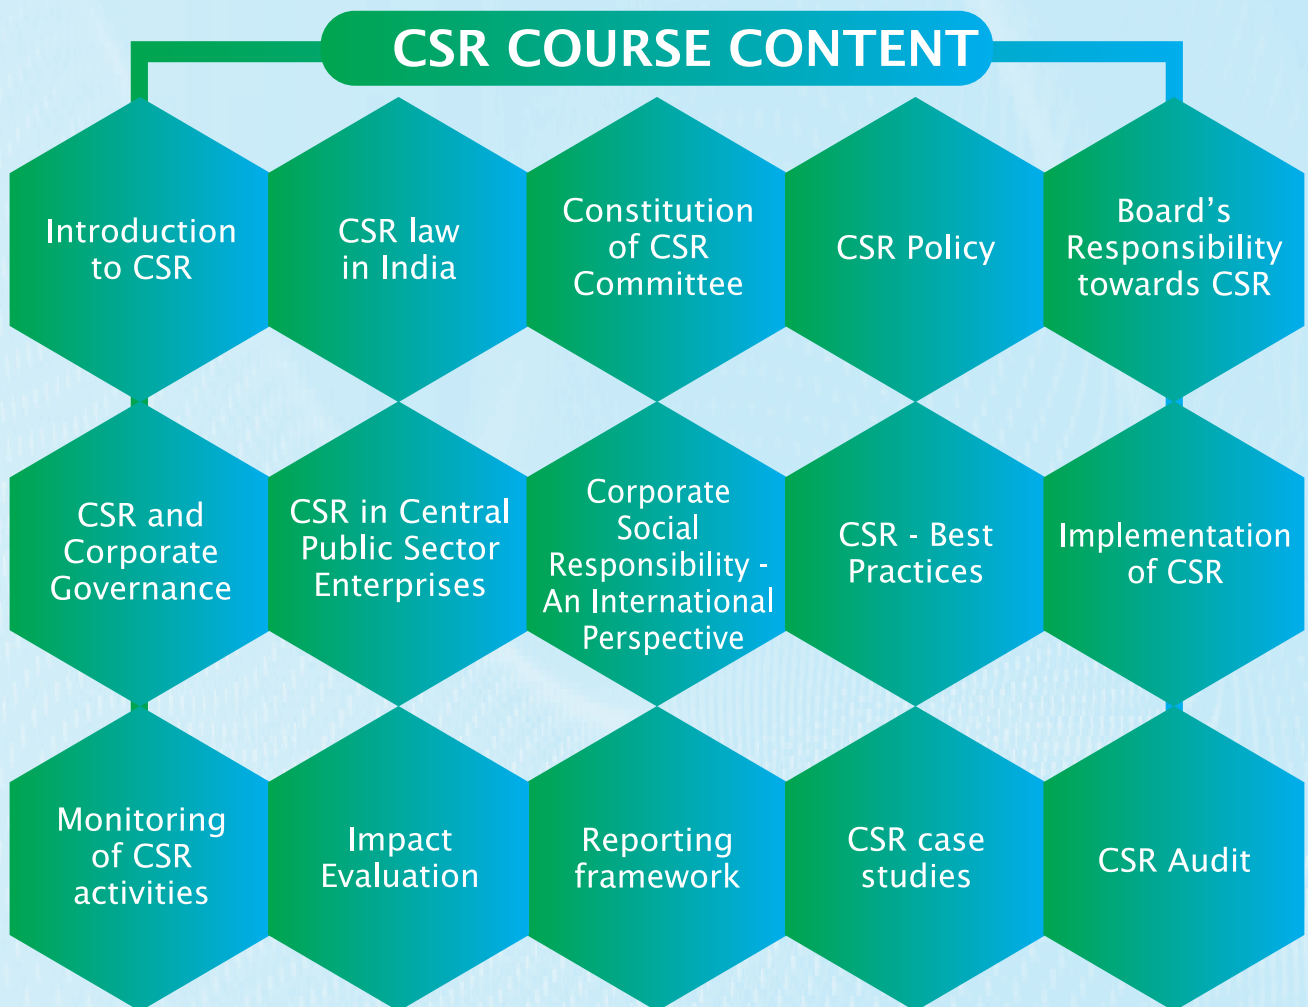 CSR COURSE CONTENT
Introduction
to CSR
CSR law
in India
Constitution
of CSR
Committee
CSR Policy
Board’s
Responsibility
towards CSR
CSR and
Corporate
Governance
CSR in Central
Public Sector
Enterprises
Corporate
Social
Responsibility -
An International
Perspective
CSR - Best
Practices
Implementation
of CSR
Monitoring
of CSR
activities
Impact
Evaluation
Reporting
framework
CSR case
studies
CSR Audit